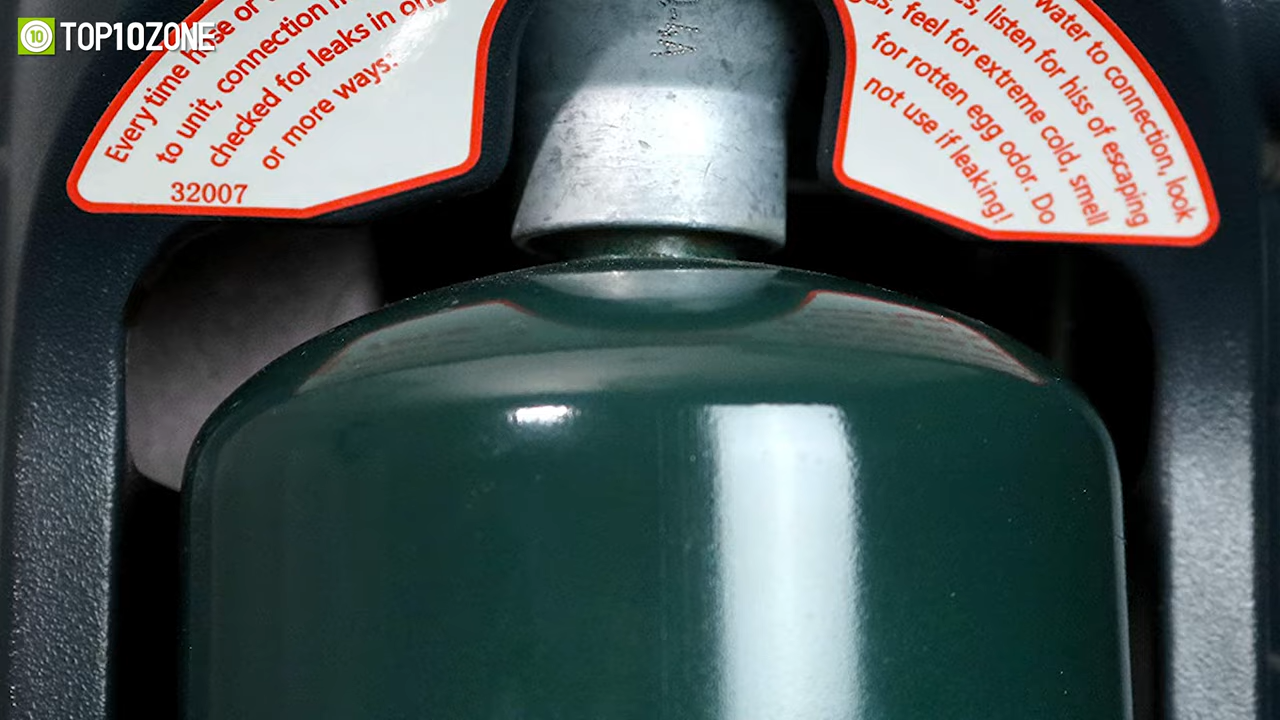 TOP10ZONE
Every time hose or
to unit, connection
checked for leaks in one
or more ways:
32007
water to connection, look
listen for hiss of escaping
gas, feel for extreme cold, smell
for rotten egg odor. Do
not use if leaking!